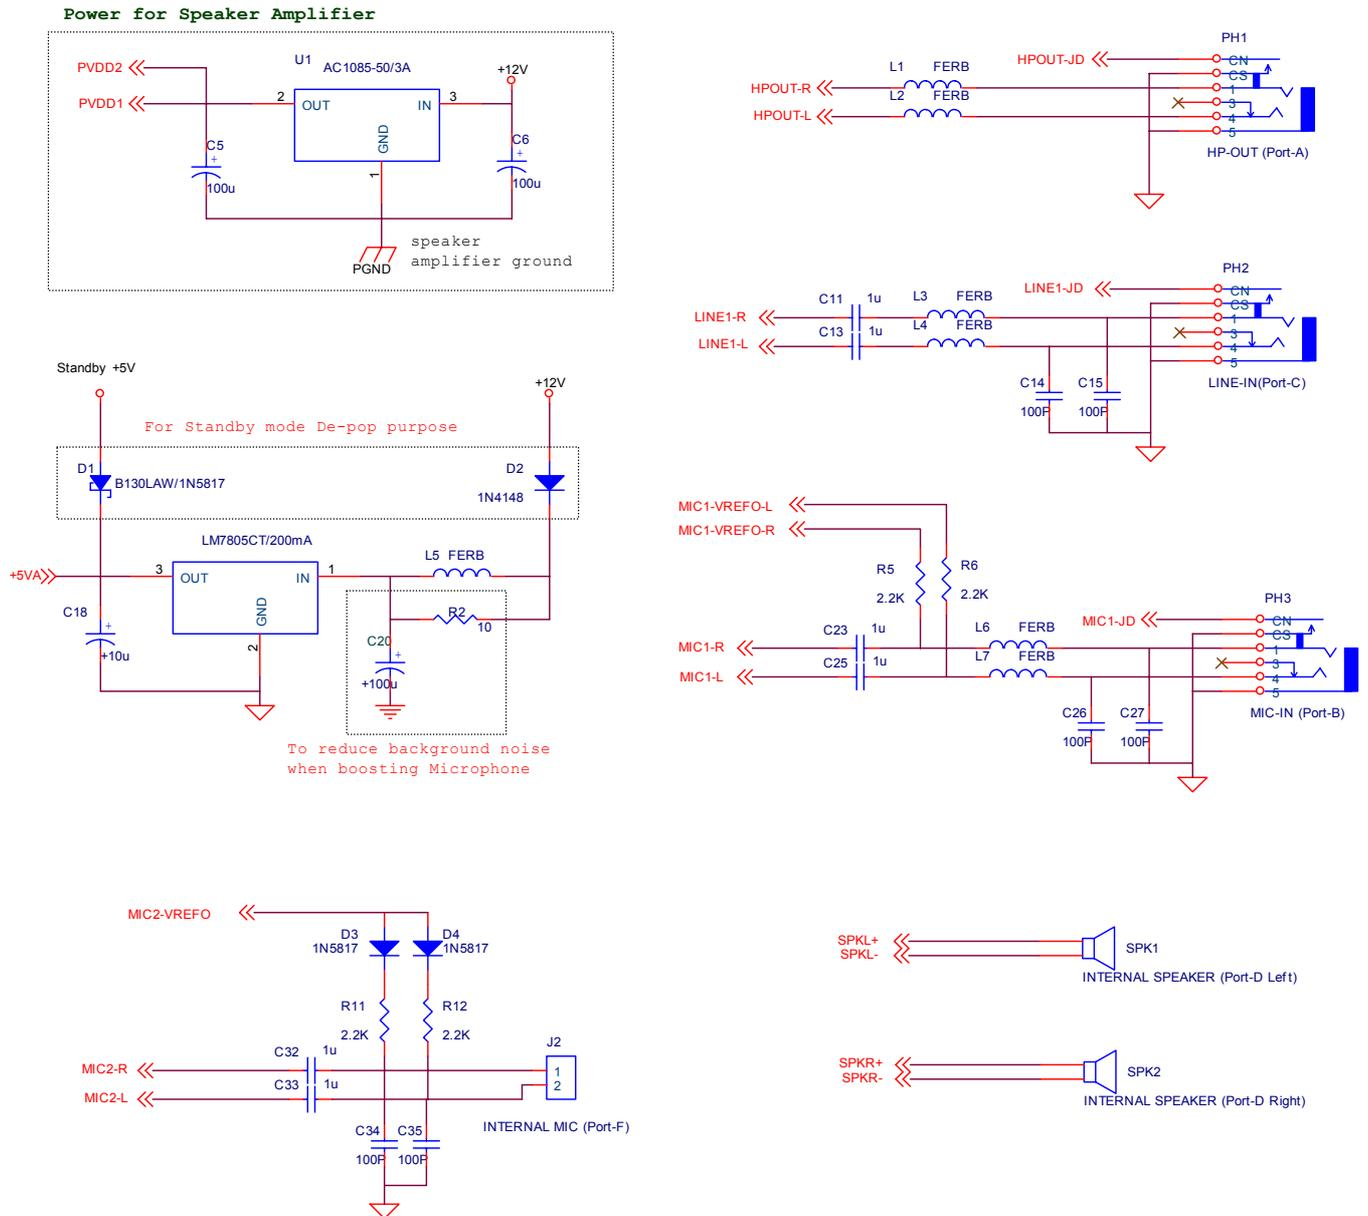 Power for Speaker Amplifier
U1
AC1085-50/3A
+12V
PVDD2
PVDD1
2
OUT
IN
3
GND
1
C5
+
100u
C6
+
100u
PGND
speaker
amplifier ground
Standby +5V
+12V
For Standby mode De-pop purpose
D1
B130LAW/1N5817
D2
1N4148
LM7805CT/200mA
+5VA
3
OUT
IN
1
GND
2
L5 FERB
C18
+
+10u
R2
10
C20
+
+100u
To reduce background noise
when boosting Microphone
MIC2-VREFO
D3
1N5817
D4
1N5817
R11
2.2K
R12
2.2K
C32
1u
MIC2-R
C33
1u
MIC2-L
J2
1
2
C34
100P
C35
100P
INTERNAL MIC (Port-F)
PH1
HPOUT-JD
L1 FERB
HPOUT-R
L2 FERB
HPOUT-L
CN
CS
1
3
4
5
HP-OUT (Port-A)
PH2
LINE1-JD
C11 1u
L3 FERB
LINE1-R
C13 1u
L4 FERB
LINE1-L
CN
CS
1
3
4
5
C14
100P
C15
100P
LINE-IN(Port-C)
MIC1-VREFO-L
MIC1-VREFO-R
R5
2.2K
R6
2.2K
PH3
MIC1-JD
C23 1u
L6 FERB
MIC1-R
C25 1u
L7 FERB
MIC1-L
CN
CS
1
3
4
5
C26
100P
C27
100P
MIC-IN (Port-B)
SPKL+
SPKL-
SPK1
INTERNAL SPEAKER (Port-D Left)
SPKR+
SPKR-
SPK2
INTERNAL SPEAKER (Port-D Right)